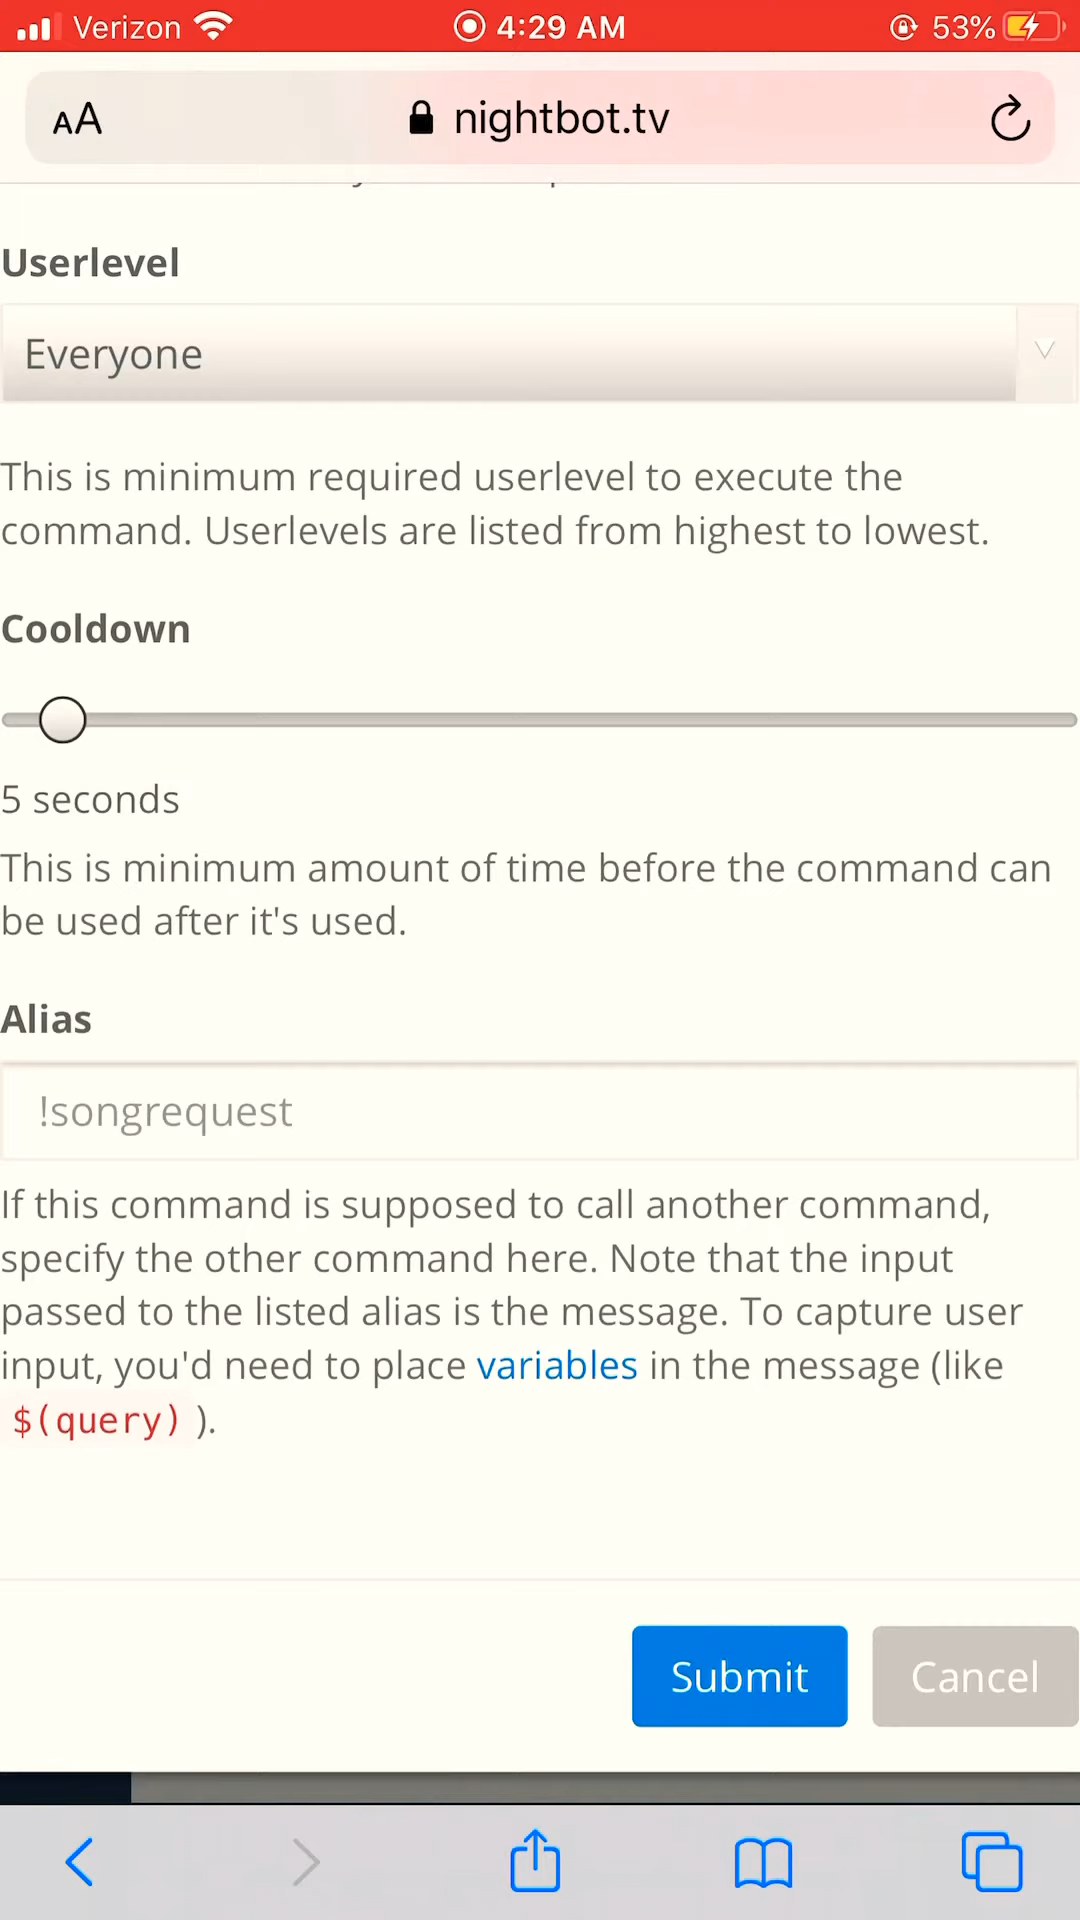 Verizon 4:29 AM 53%
AA nightbot.tv
Userlevel
Everyone
This is minimum required userlevel to execute the
command. Userlevels are listed from highest to lowest.
Cooldown
5 seconds
This is minimum amount of time before the command can
be used after it's used.
Alias
!songrequest
If this command is supposed to call another command,
specify the other command here. Note that the input
passed to the listed alias is the message. To capture user
input, you'd need to place variables in the message (like
$(query) ).
Submit Cancel